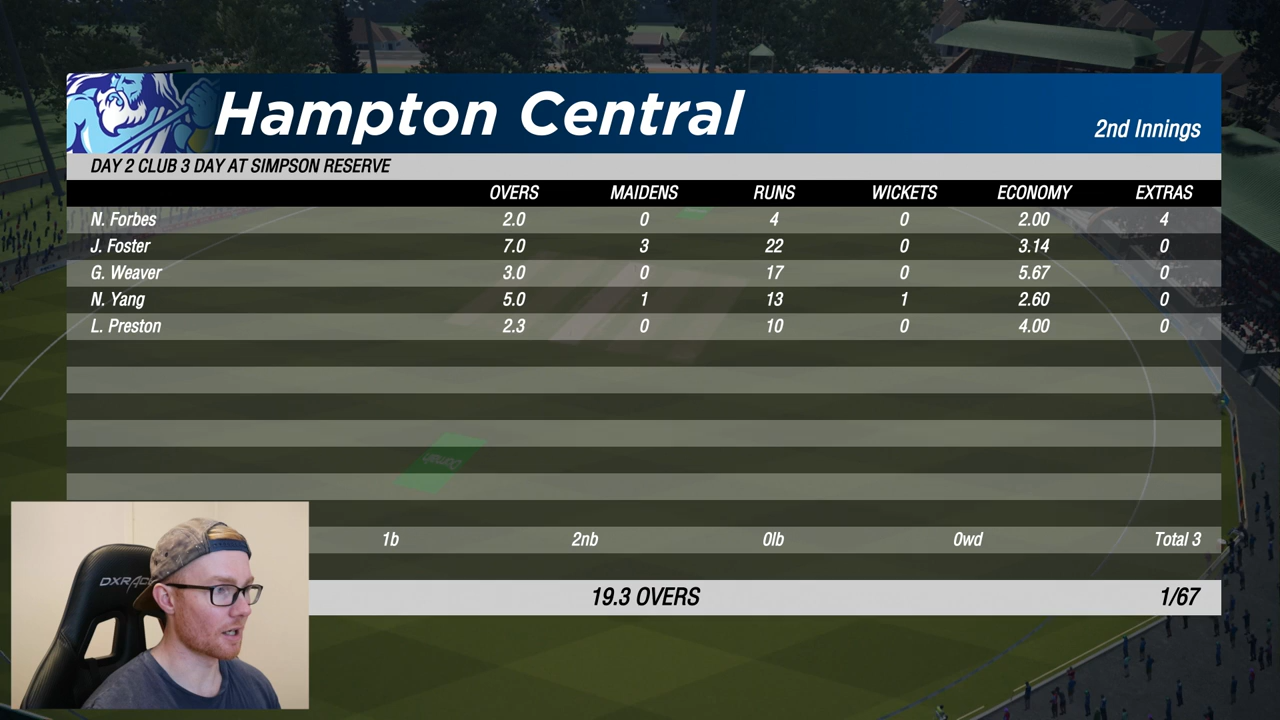 Hampton Central
2nd Innings
DAY 2 CLUB 3 DAY AT SIMPSON RESERVE
OVERS MAIDENS RUNS WICKETS ECONOMY EXTRAS
N. Forbes 2.0 0 4 0 2.00 4
J. Foster 7.0 3 22 0 3.14 0
G. Weaver 3.0 0 17 0 5.67 0
N. Yang 5.0 1 13 1 2.60 0
L. Preston 2.3 0 10 0 4.00 0
1b 2nb 0lb 0wd Total 3
19.3 OVERS 1/67